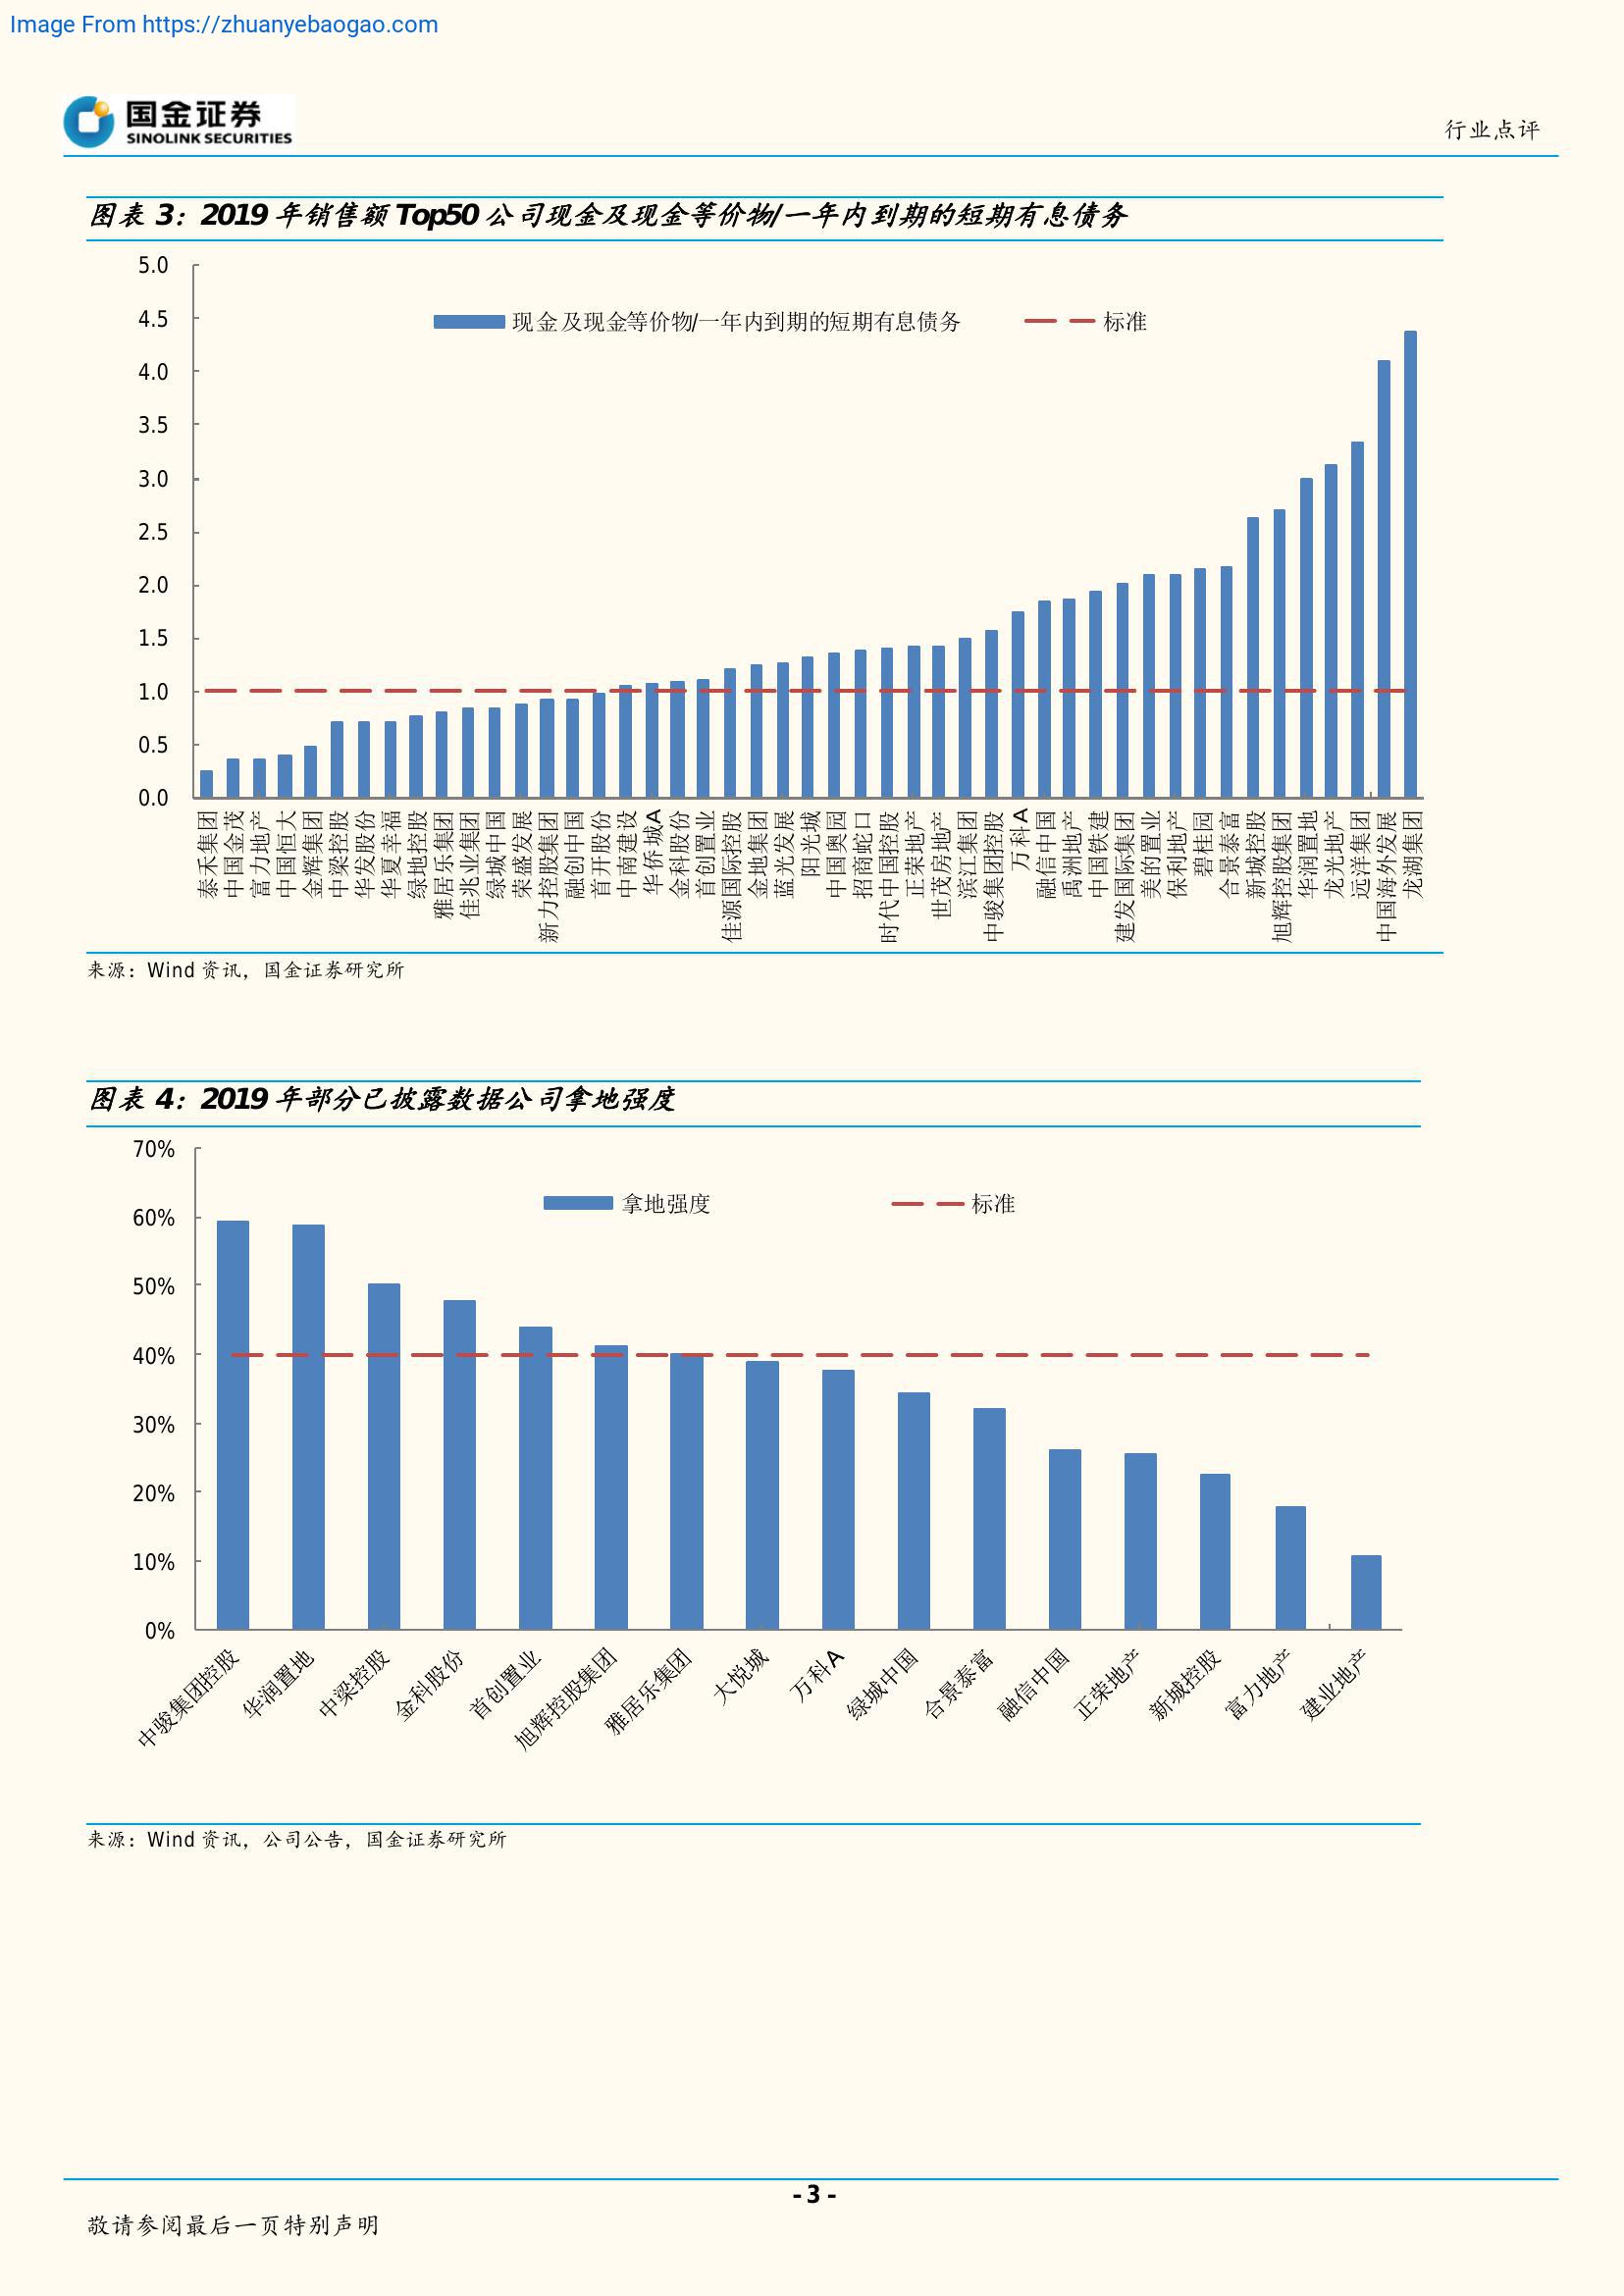 Image From https://zhuanyebaogao.com
国金证券
SINOLINK SECURITIES
行业点评
图表 3：2019 年销售额 Top50 公司现金及现金等价物/一年内到期的短期有息债务
5.0
4.5
4.0
3.5
3.0
2.5
2.0
1.5
1.0
0.5
0.0
现金及现金等价物/一年内到期的短期有息债务
标准
泰禾集团
中国金茂
富力地产
中国恒大
金辉集团
中梁控股
华发股份
华夏幸福
绿地控股
雅居乐集团
佳兆业集团
绿城中国
荣盛发展
新力控股集团
融创中国
首开股份
中南建设
华侨城A
金科股份
首创置业
佳源国际控股
金地集团
蓝光发展
阳光城
中国奥园
招商蛇口
时代中国控股
正荣地产
世茂房地产
滨江集团
中骏集团控股
万科A
融信中国
禹洲地产
中国铁建
建发国际集团
美的置业
保利地产
碧桂园
合景泰富
新城控股
旭辉控股集团
华润置地
龙光地产
远洋集团
中国海外发展
龙湖集团
来源：Wind 资讯，国金证券研究所
图表 4：2019 年部分已披露数据公司拿地强度
70%
60%
50%
40%
30%
20%
10%
0%
拿地强度
标准
中骏集团控股
华润置地
中梁控股
金科股份
首创置业
旭辉控股集团
雅居乐集团
大悦城
万科A
绿城中国
合景泰富
融信中国
正荣地产
新城控股
富力地产
建业地产
来源：Wind 资讯，公司公告，国金证券研究所
- 3 -
敬请参阅最后一页特别声明